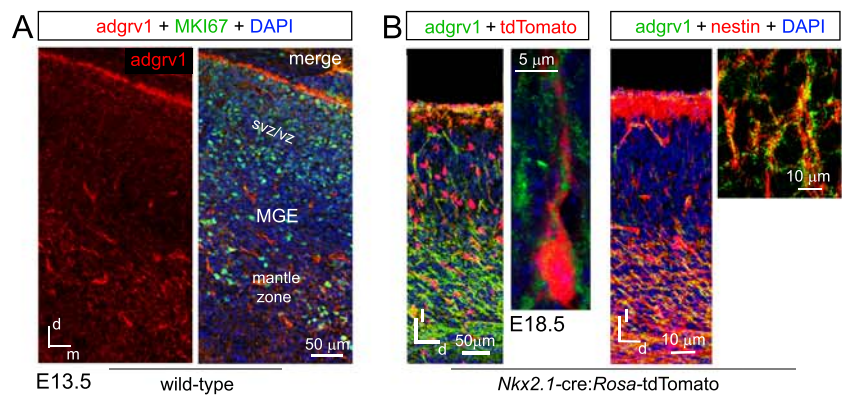 A
adgrv1 + MKI67 + DAPI
adgrv1
merge
svz/vz
MGE
mantle
zone
d
m
50 µm
E13.5
wild-type
B
adgrv1 + tdTomato
adgrv1 + nestin + DAPI
5 µm
10 µm
l
d
50µm
E18.5
l
d
10 µm
Nkx2.1-cre:Rosa-tdTomato